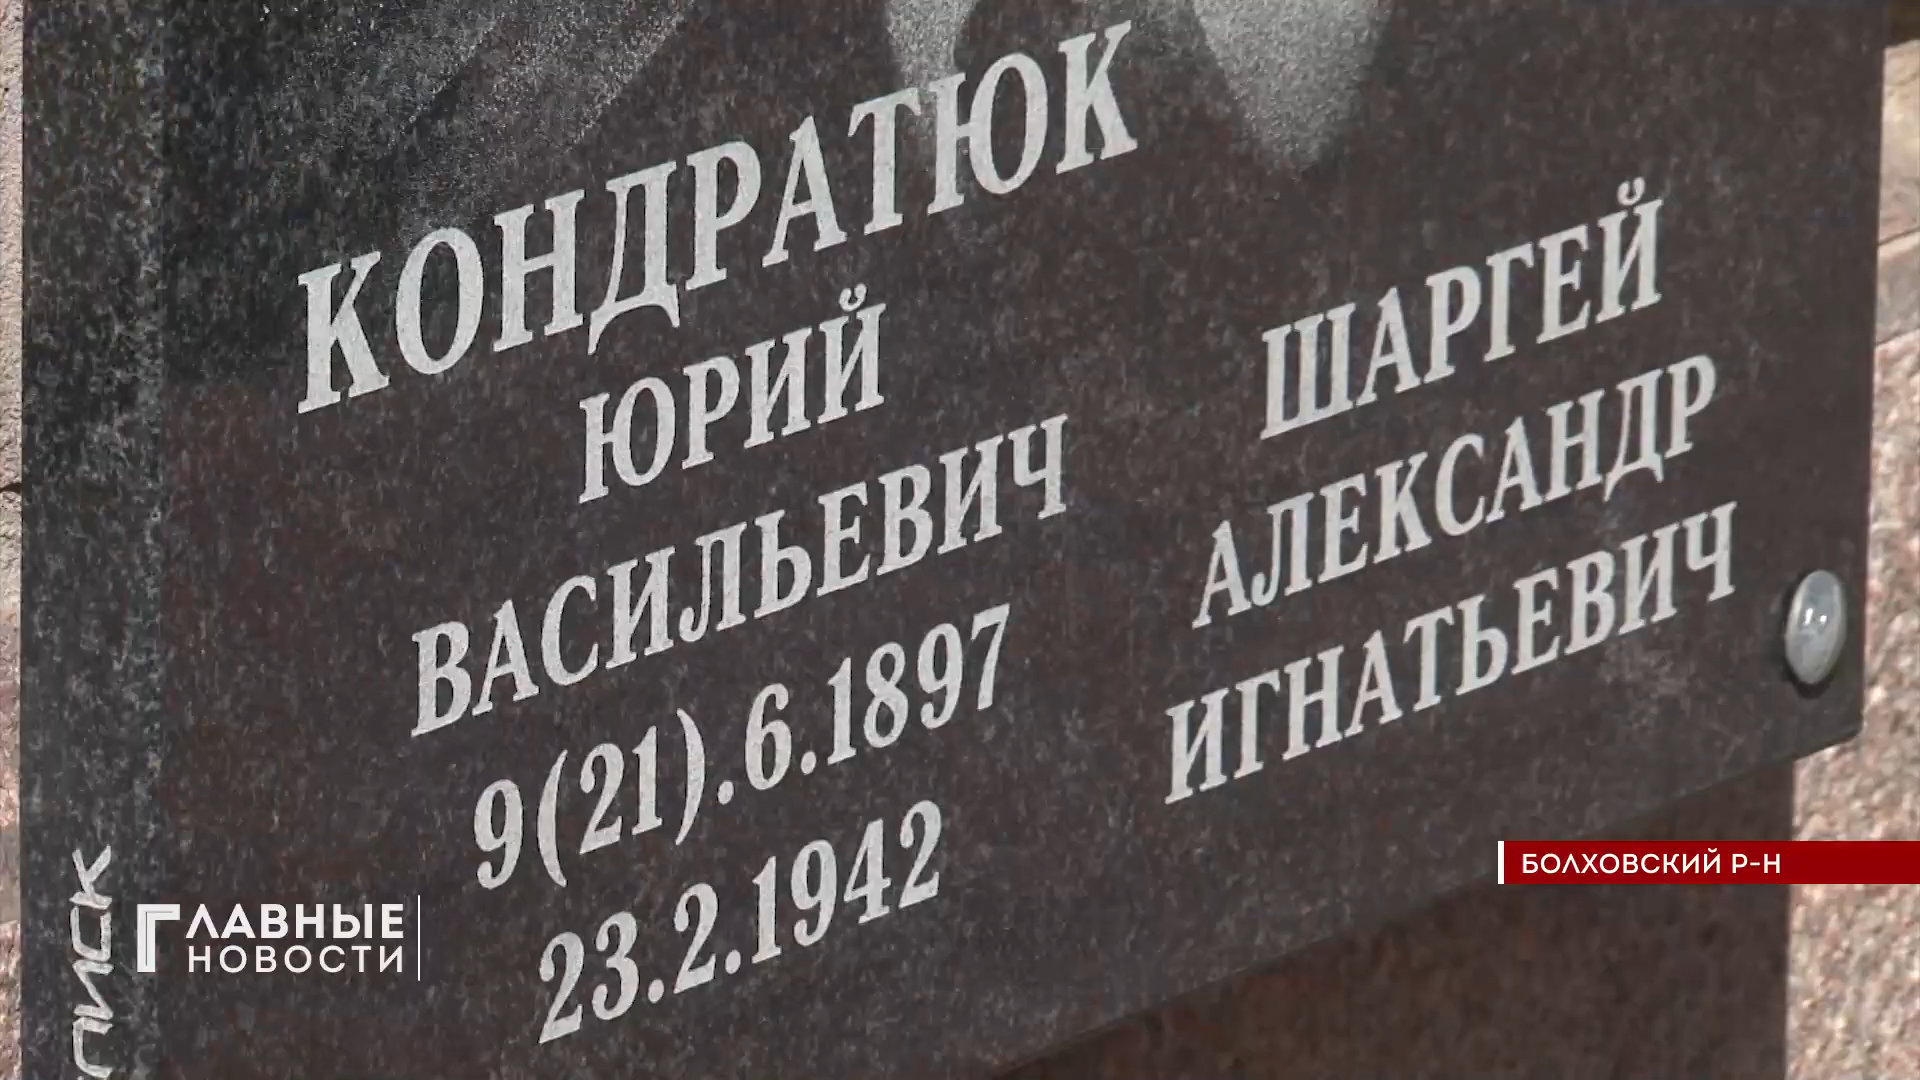 КОНДРАТЮК
ЮРИЙ
ВАСИЛЬЕВИЧ
9(21).6.1897
23.2.1942
ШАРГЕЙ
АЛЕКСАНДР
ИГНАТЬЕВИЧ
БОЛХОВСКИЙ Р-Н
ГЛАВНЫЕ
НОВОСТИ